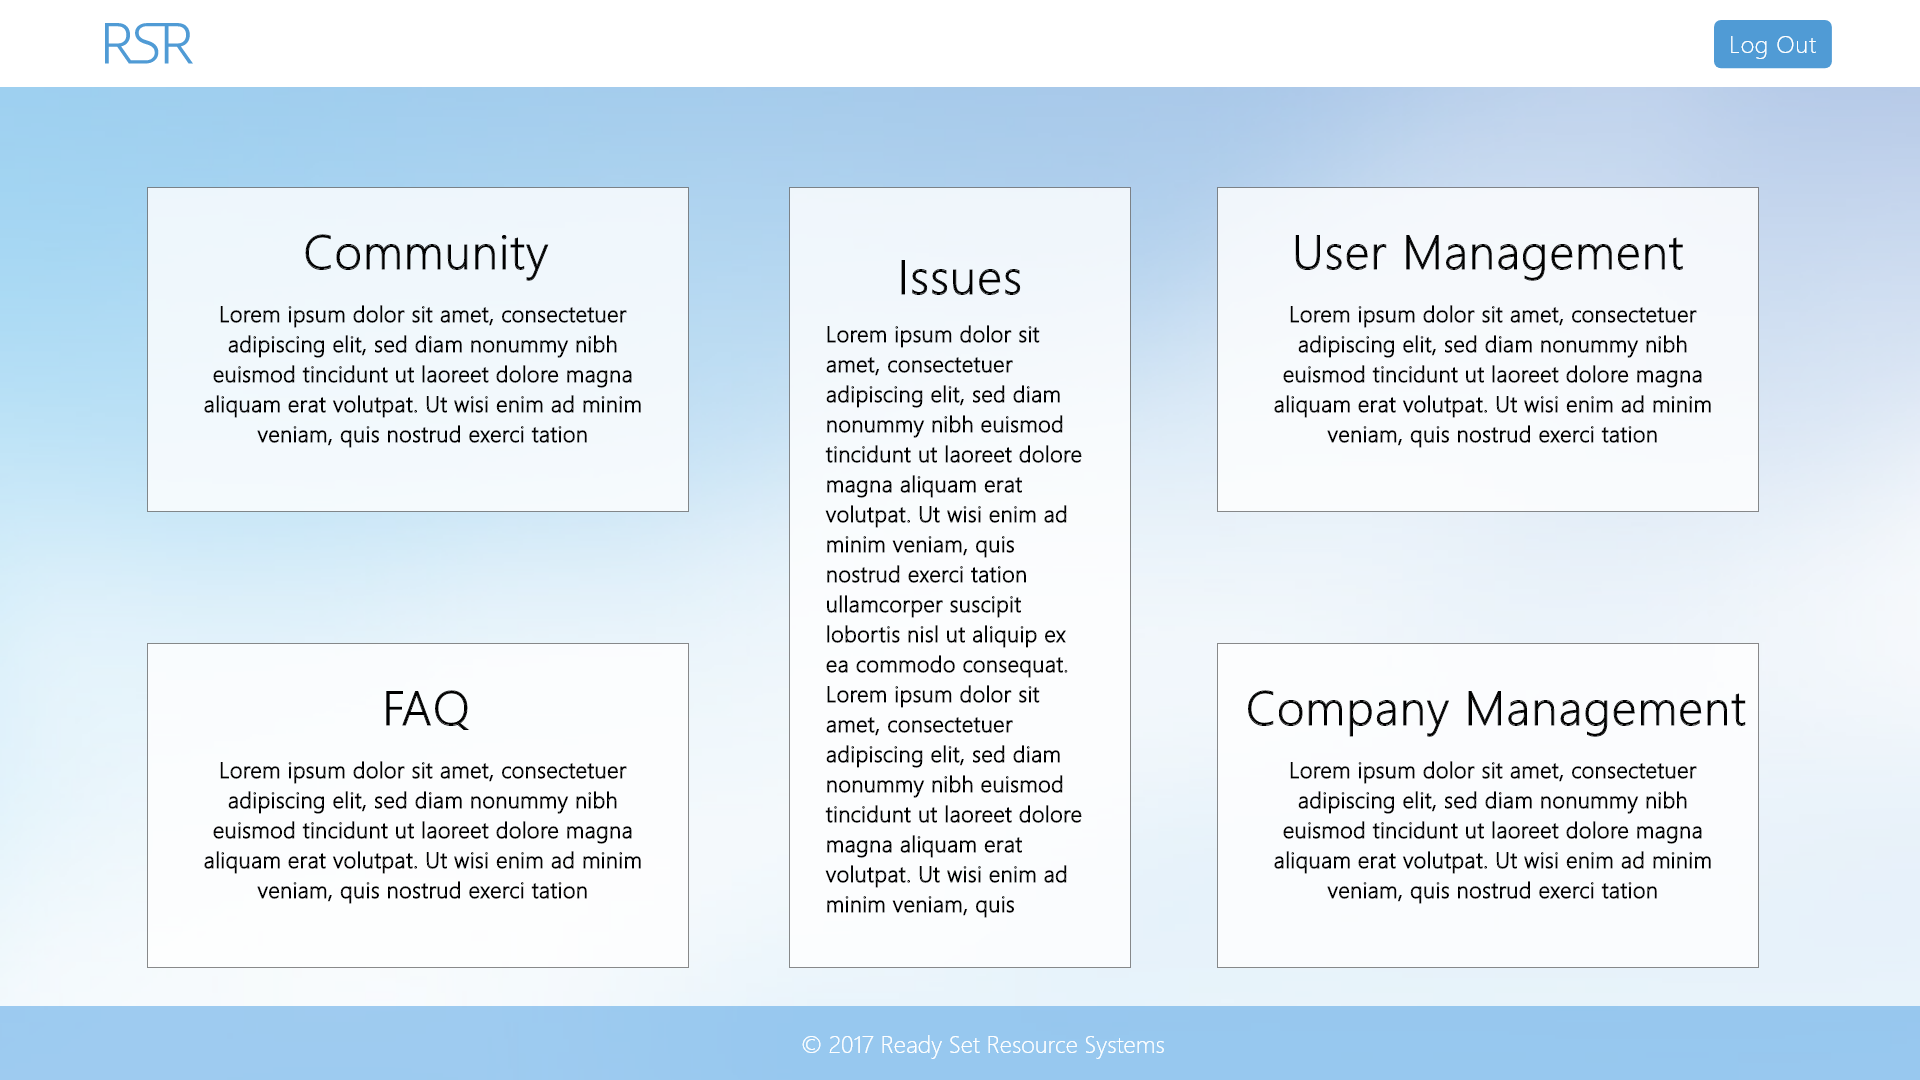 RSR
Log Out
Community
Lorem ipsum dolor sit amet, consectetuer
adipiscing elit, sed diam nonummy nibh
euismod tincidunt ut laoreet dolore magna
aliquam erat volutpat. Ut wisi enim ad minim
veniam, quis nostrud exerci tation
Issues
Lorem ipsum dolor sit
amet, consectetuer
adipiscing elit, sed diam
nonummy nibh euismod
tincidunt ut laoreet dolore
magna aliquam erat
volutpat. Ut wisi enim ad
minim veniam, quis
nostrud exerci tation
ullamcorper suscipit
lobortis nisl ut aliquip ex
ea commodo consequat.
Lorem ipsum dolor sit
amet, consectetuer
adipiscing elit, sed diam
nonummy nibh euismod
tincidunt ut laoreet dolore
magna aliquam erat
volutpat. Ut wisi enim ad
minim veniam, quis
User Management
Lorem ipsum dolor sit amet, consectetuer
adipiscing elit, sed diam nonummy nibh
euismod tincidunt ut laoreet dolore magna
aliquam erat volutpat. Ut wisi enim ad minim
veniam, quis nostrud exerci tation
FAQ
Lorem ipsum dolor sit amet, consectetuer
adipiscing elit, sed diam nonummy nibh
euismod tincidunt ut laoreet dolore magna
aliquam erat volutpat. Ut wisi enim ad minim
veniam, quis nostrud exerci tation
Company Management
Lorem ipsum dolor sit amet, consectetuer
adipiscing elit, sed diam nonummy nibh
euismod tincidunt ut laoreet dolore magna
aliquam erat volutpat. Ut wisi enim ad minim
veniam, quis nostrud exerci tation
© 2017 Ready Set Resource Systems